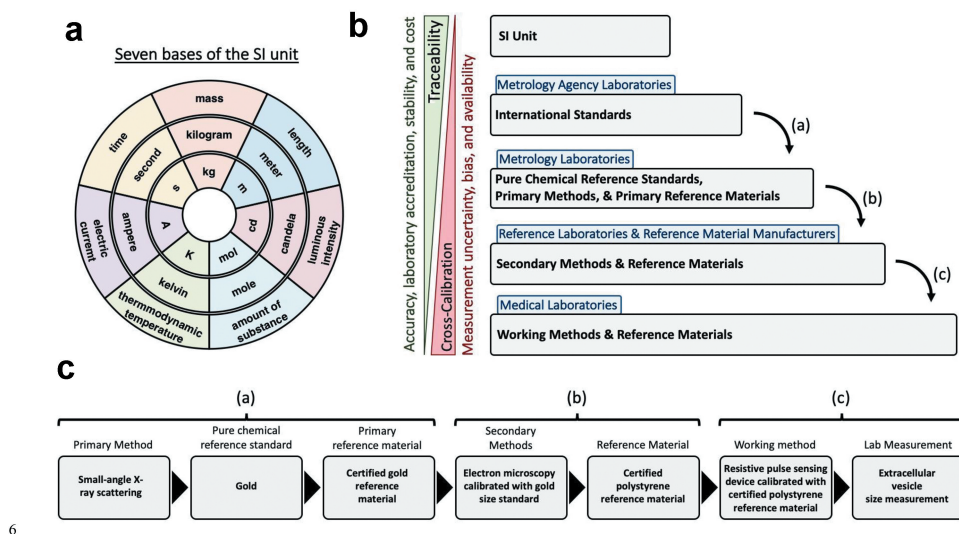 a
Seven bases of the SI unit
mass
kilogram
kg
length
meter
m
luminous
intensity
candela
cd
amount of
substance
mole
mol
thermmodynamic
temperature
kelvin
K
electric
curremt
ampere
A
time
second
s
b
Accuracy, laboratory accreditation, stability, and cost
Traceability
Cross-Calibration
Measurement uncertainty, bias, and availability
SI Unit
Metrology Agency Laboratories
International Standards
(a)
Metrology Laboratories
Pure Chemical Reference Standards,
Primary Methods, & Primary Reference Materials
(b)
Reference Laboratories & Reference Material Manufacturers
Secondary Methods & Reference Materials
(c)
Medical Laboratories
Working Methods & Reference Materials
c
(a)
(b)
(c)
Primary Method
Small-angle X-
ray scattering
Pure chemical
reference standard
Gold
Primary
reference material
Certified gold
reference
material
Secondary
Methods
Electron microscopy
calibrated with gold
size standard
Reference Material
Certified
polystyrene
reference material
Working method
Resistive pulse sensing
device calibrated with
certified polystyrene
reference material
Lab Measurement
Extracellular
vesicle
size measurement
6